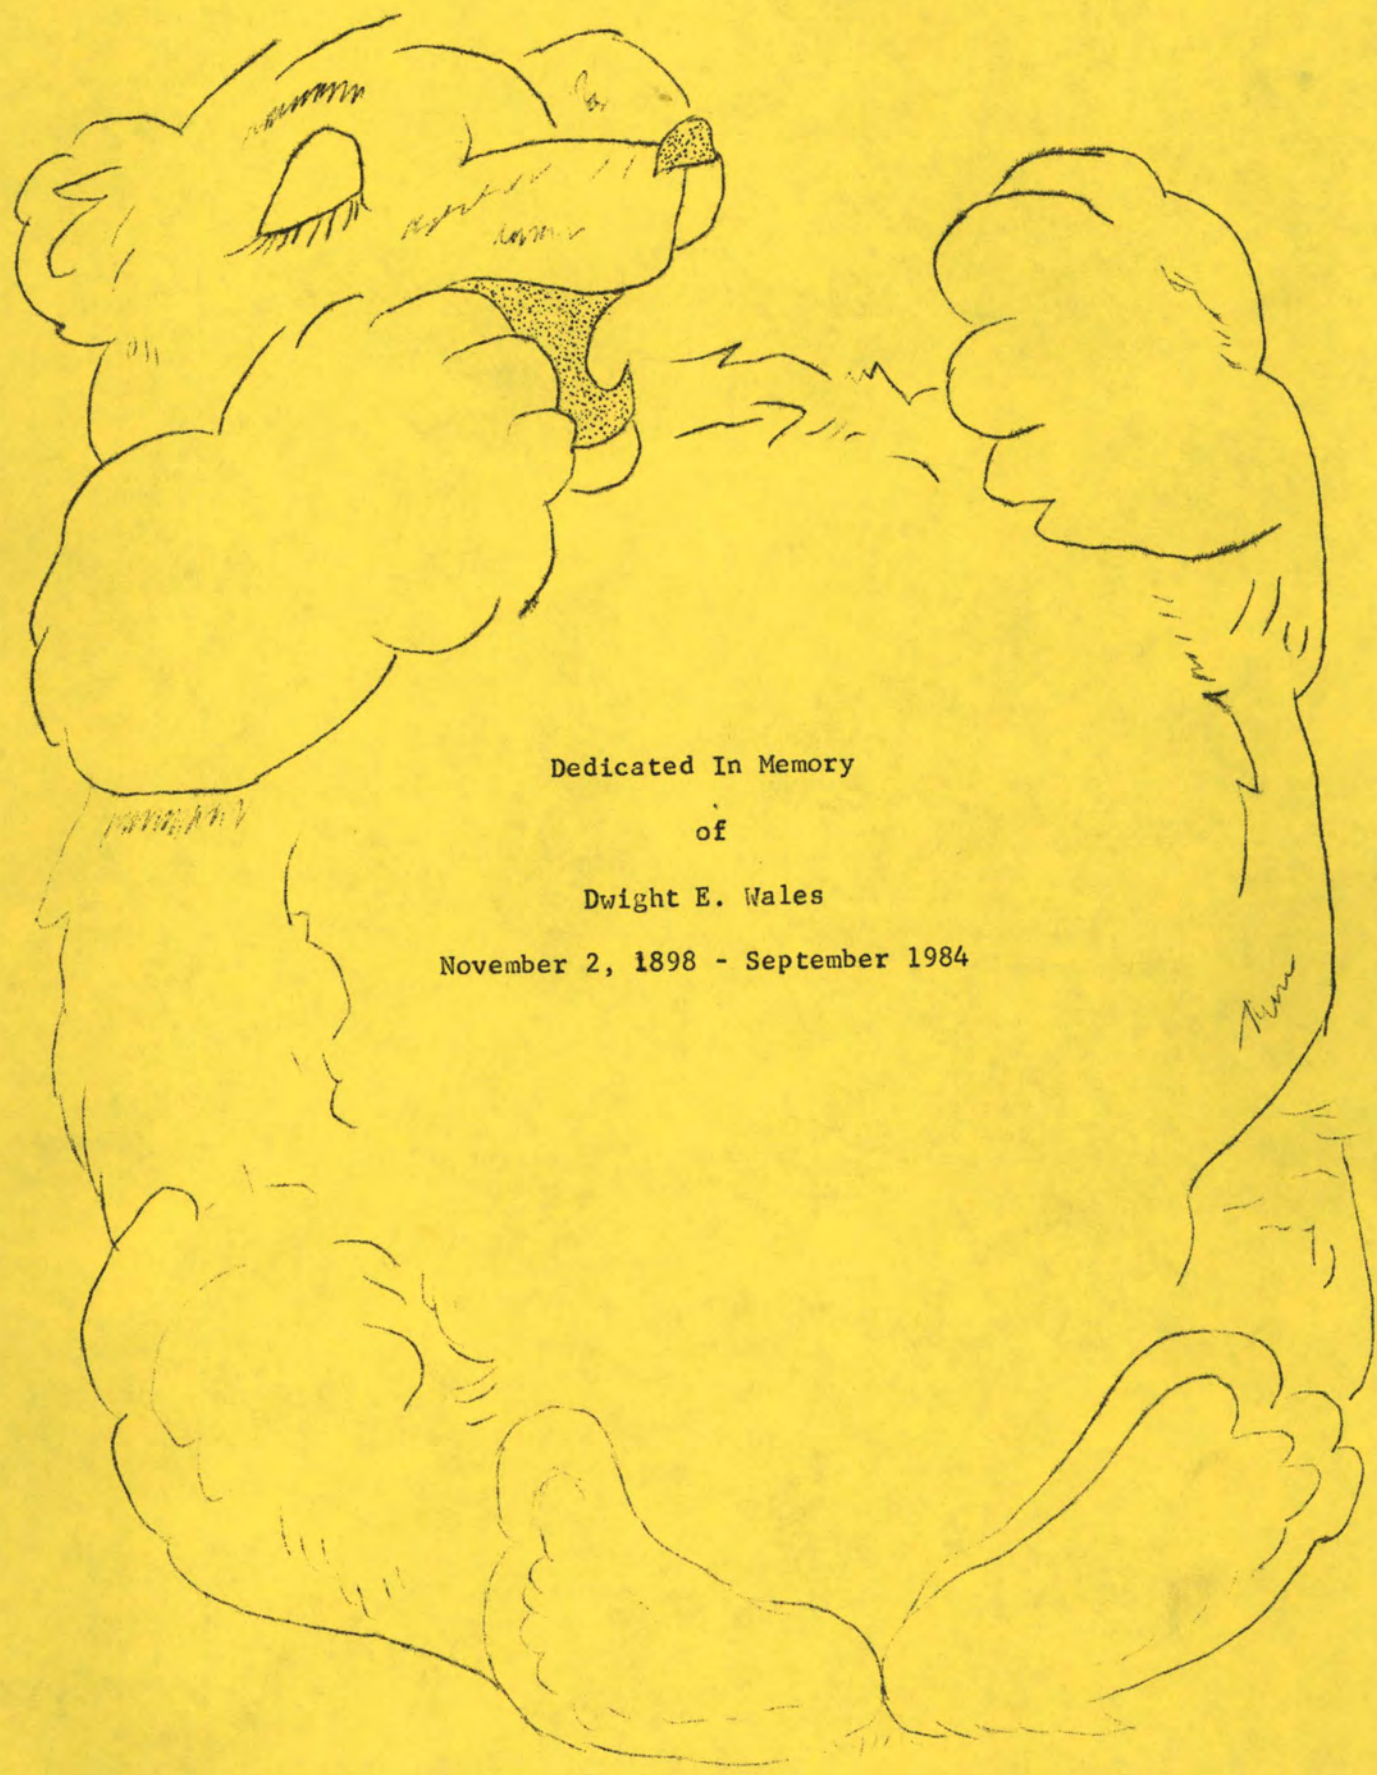 Dedicated In Memory
of
Dwight E. Wales
November 2, 1898 - September 1984